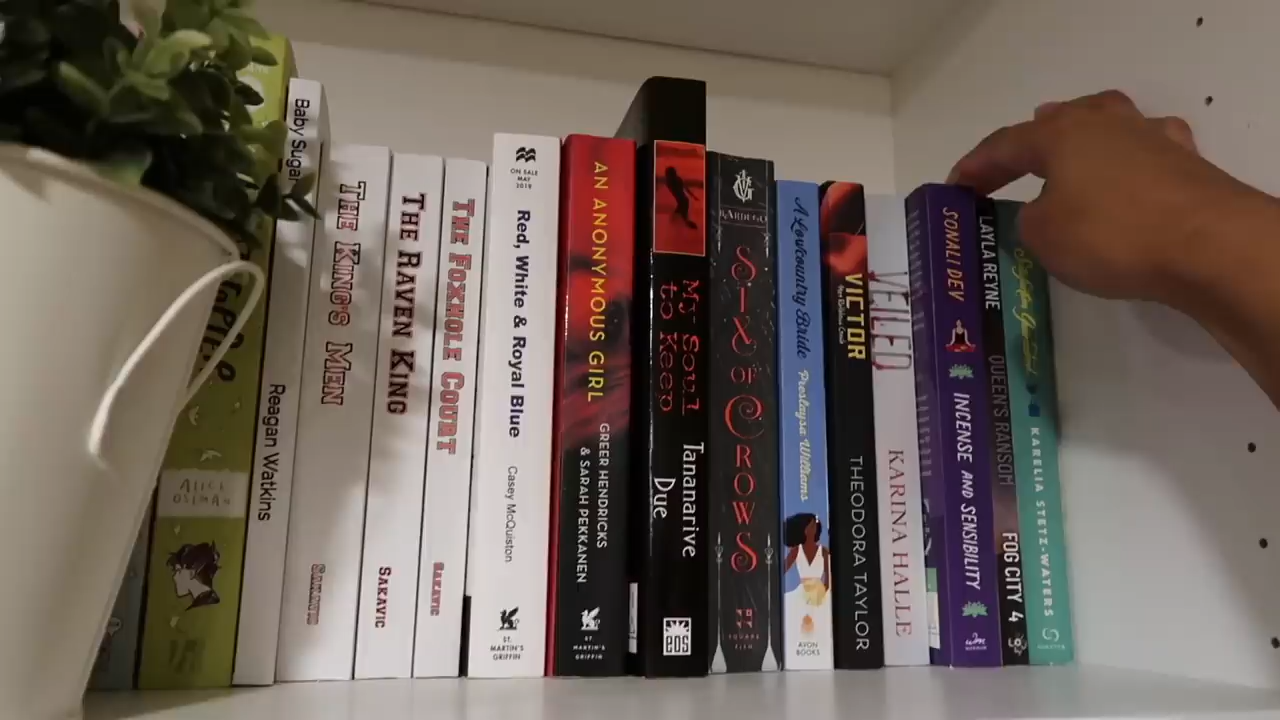 ALICE
OSEMAN
Baby Sugar
Reagan Watkins
THE KING'S MEN
SAKAVIC
THE RAVEN KING
SAKAVIC
THE FOXHOLE COURT
SAKAVIC
ON SALE
MAY
2019
Red, White & Royal Blue
Casey McQuiston
ST.
MARTIN'S
GRIFFIN
AN ANONYMOUS GIRL
GREER HENDRICKS
& SARAH PEKKANEN
ST.
MARTIN'S
GRIFFIN
My Soul
to Keep
Tananarive
Due
eos
BARDUGO
SIX OF CROWS
SQUARE
FISH
A Lowcountry Bride
Preslaysa Williams
AVON
BOOKS
VICTOR
THEODORA TAYLOR
VEILED
KARINA HALLE
SONALI DEV
INCENSE AND SENSIBILITY
LAYLA REYNE
QUEEN'S RANSOM
FOG CITY 4
KARELIA STETZ-WATERS